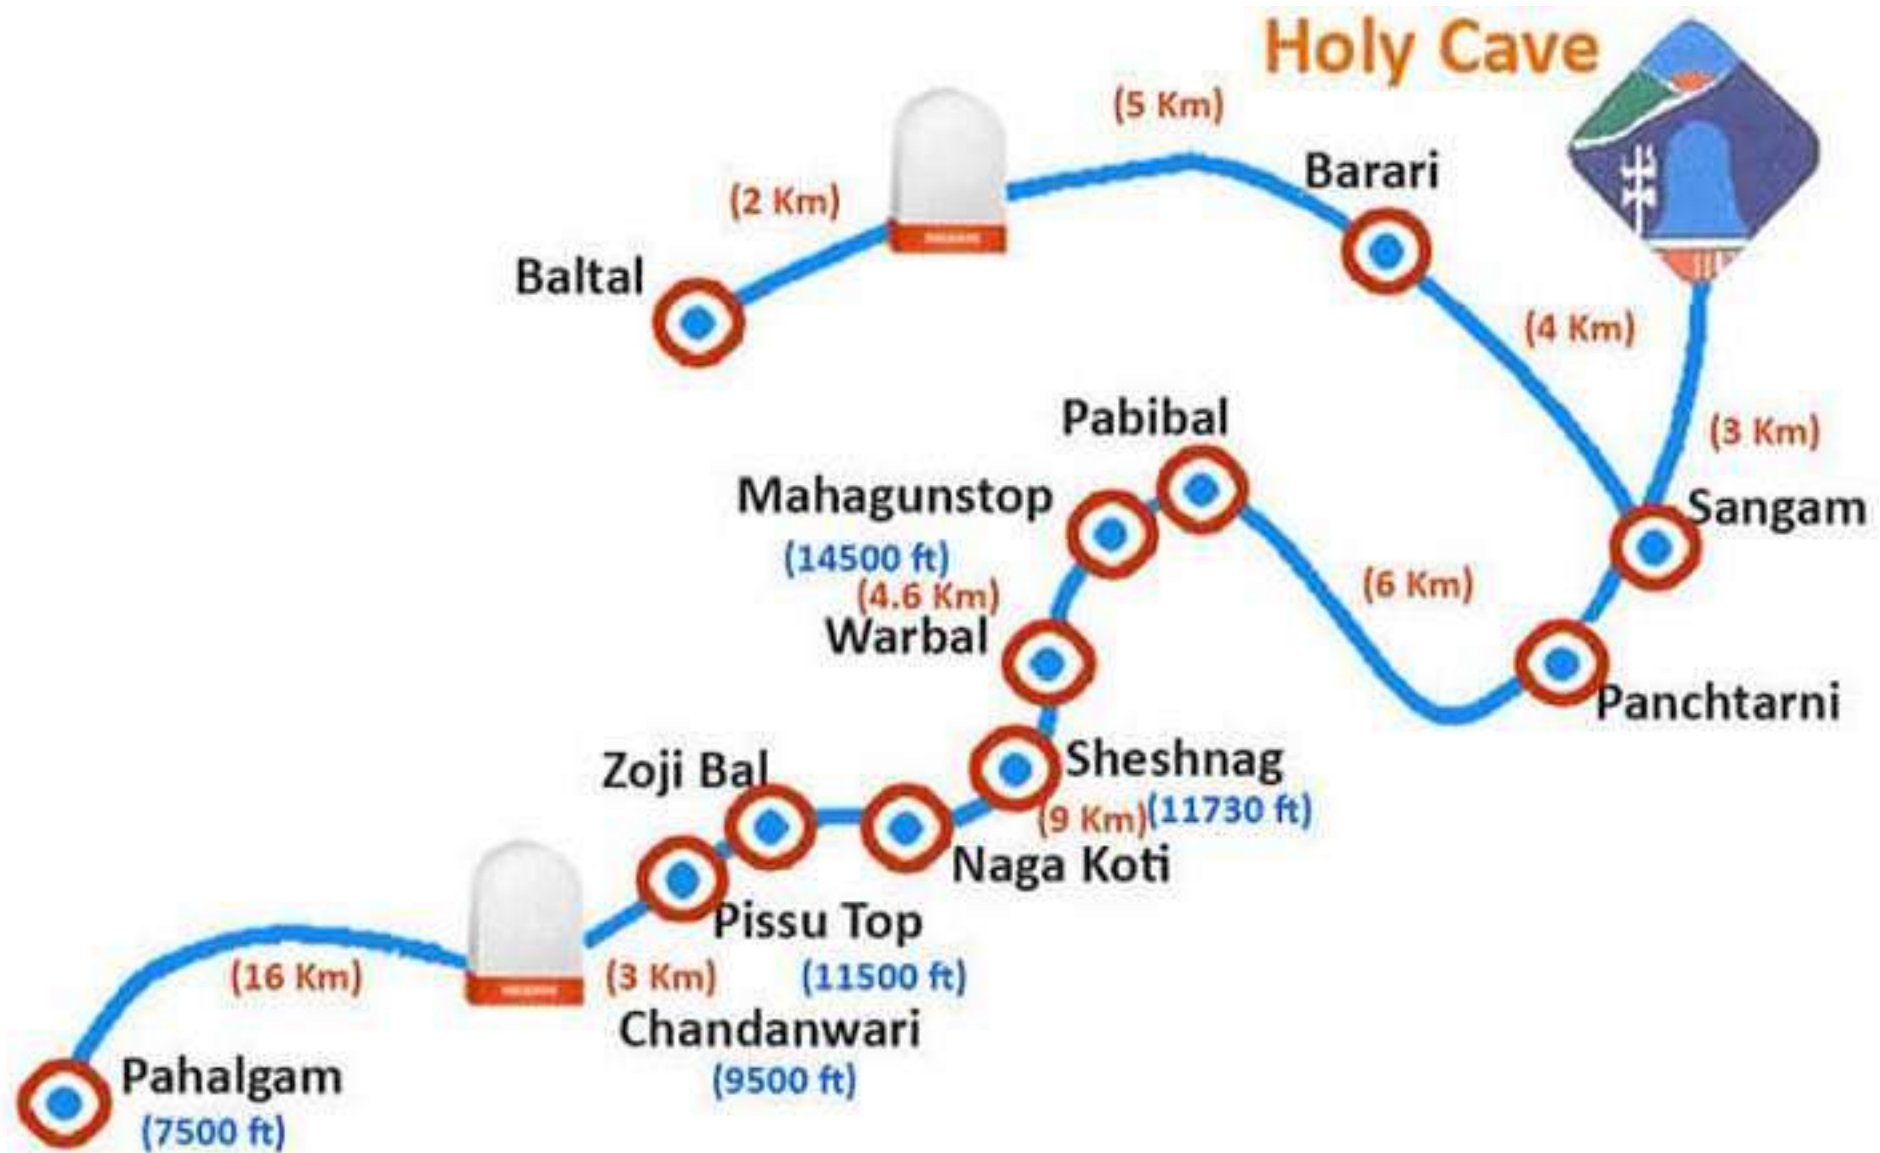 Holy Cave
(5 Km)
Barari
(2 Km)
Baltal
(4 Km)
(3 Km)
Pabibal
Mahagunstop
(14500 ft)
(4.6 Km)
Sangam
(6 Km)
Warbal
Panchtarni
Zoji Bal
Sheshnag
(9 Km)(11730 ft)
Naga Koti
Pissu Top
(16 Km)
(3 Km)
(11500 ft)
Chandanwari
(9500 ft)
Pahalgam
(7500 ft)